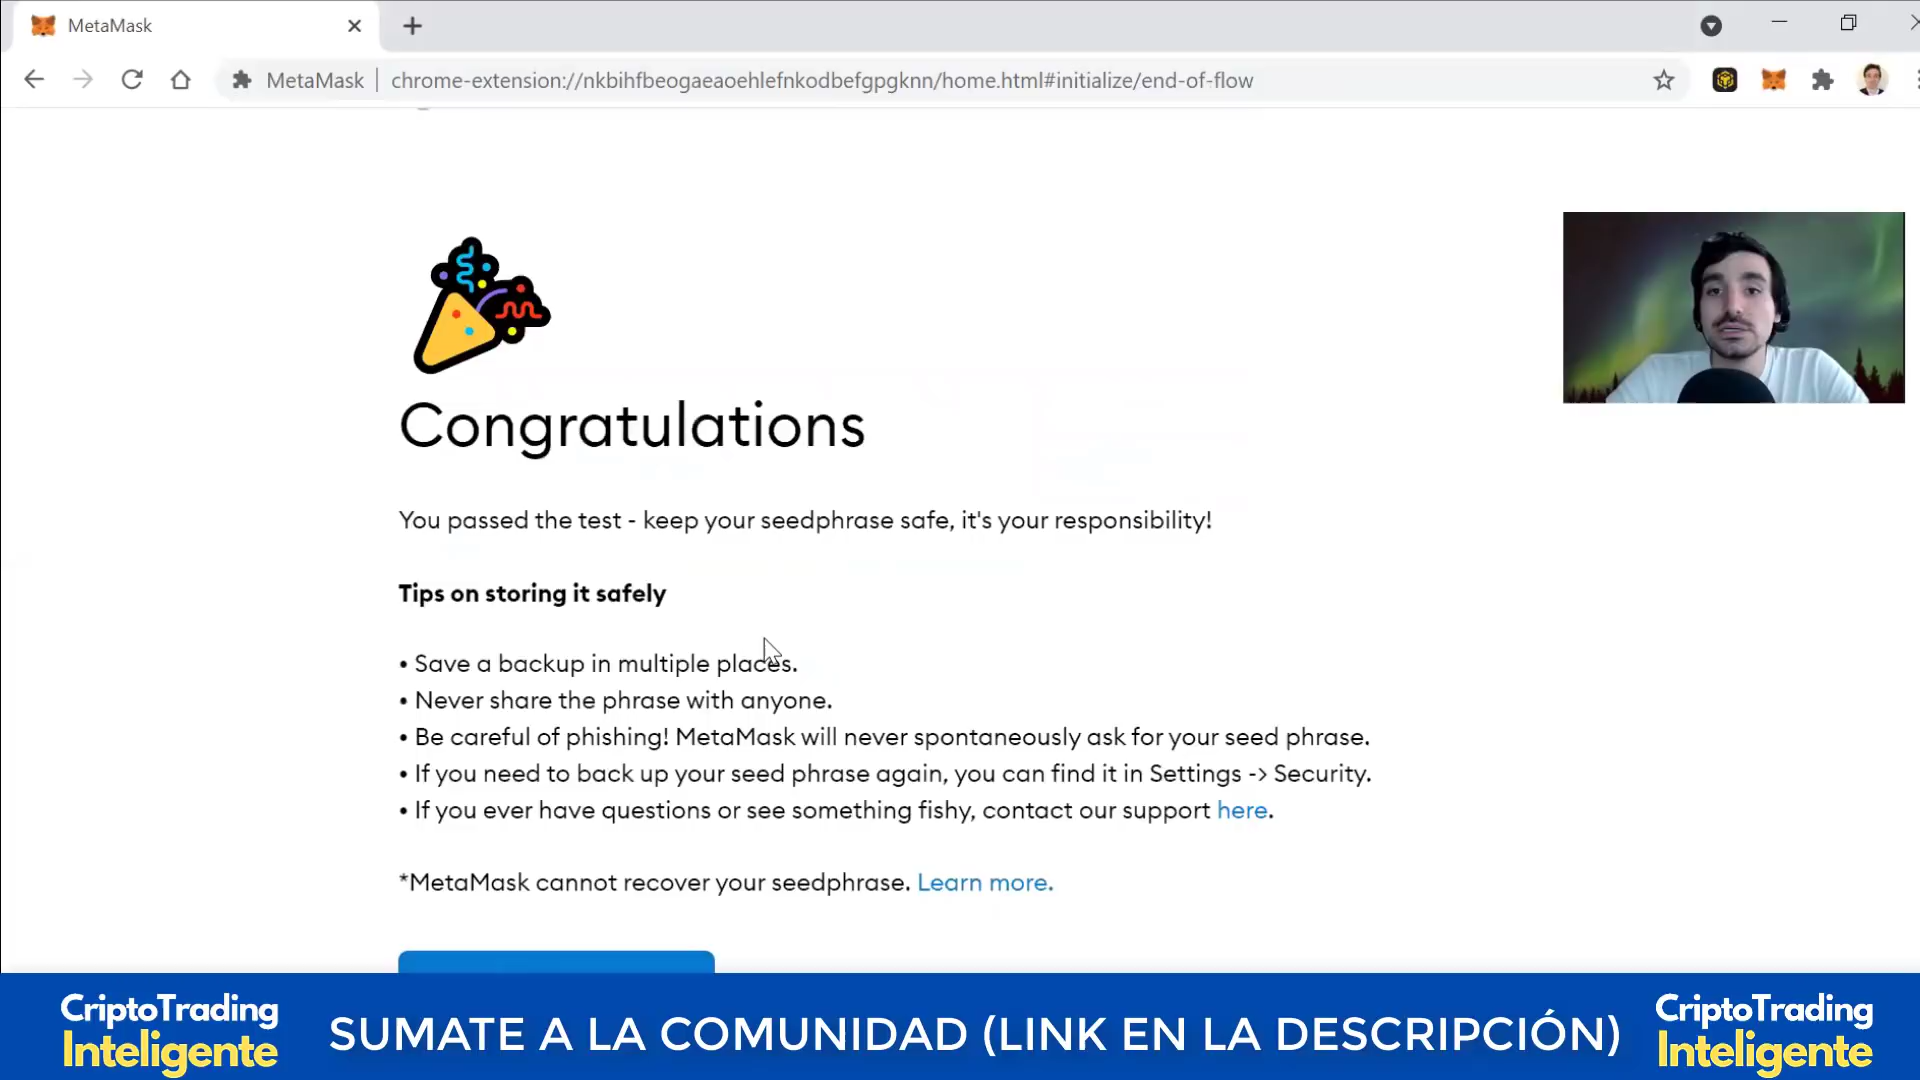 MetaMask
MetaMask chrome-extension://nkbihfbeogaeaoehlefnkodbefgpgknn/home.html#initialize/end-of-flow
Congratulations
You passed the test - keep your seedphrase safe, it's your responsibility!
Tips on storing it safely
• Save a backup in multiple places.
• Never share the phrase with anyone.
• Be careful of phishing! MetaMask will never spontaneously ask for your seed phrase.
• If you need to back up your seed phrase again, you can find it in Settings -> Security.
• If you ever have questions or see something fishy, contact our support here.
*MetaMask cannot recover your seedphrase. Learn more.
CriptoTrading
Inteligente
SUMATE A LA COMUNIDAD (LINK EN LA DESCRIPCIÓN)
CriptoTrading
Inteligente